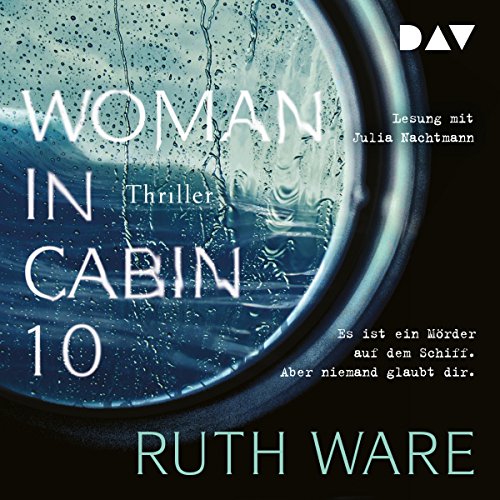 DAV
WOMAN
IN
CABIN
10
Thriller
Lesung mit
Julia Nachtmann
Es ist ein Mörder
auf dem Schiff.
Aber niemand glaubt dir.
RUTH WARE